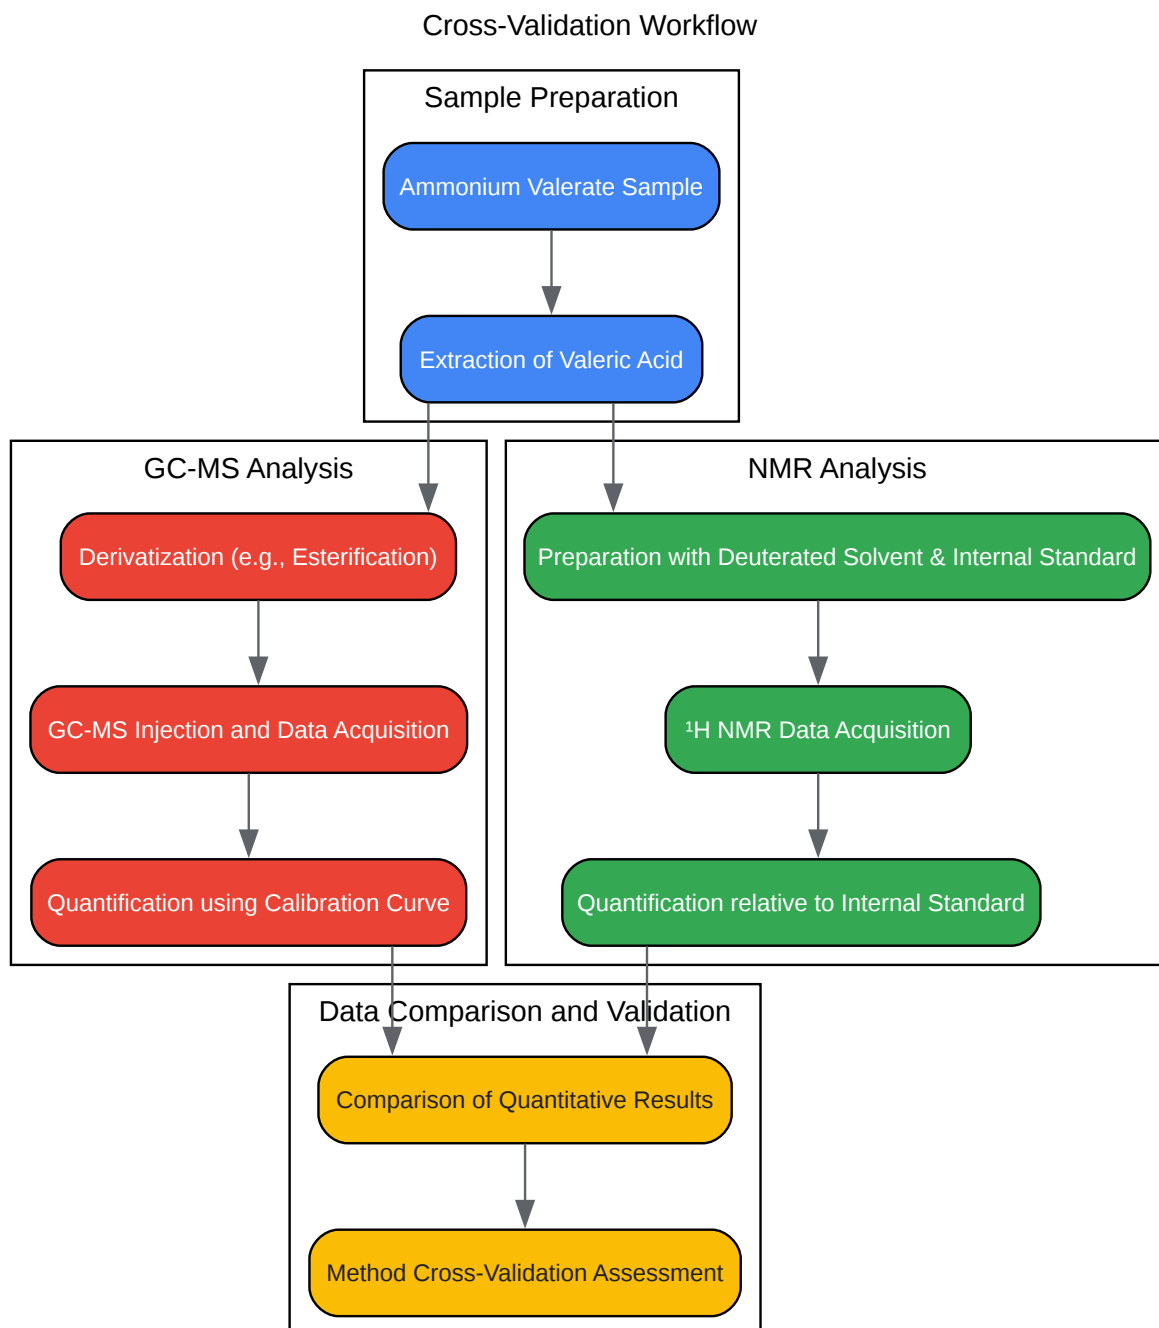 Cross-Validation Workflow
Sample Preparation
Ammonium Valerate Sample
Extraction of Valeric Acid
GC-MS Analysis
Derivatization (e.g., Esterification)
GC-MS Injection and Data Acquisition
Quantification using Calibration Curve
NMR Analysis
Preparation with Deuterated Solvent & Internal Standard
¹H NMR Data Acquisition
Quantification relative to Internal Standard
Data Comparison and Validation
Comparison of Quantitative Results
Method Cross-Validation Assessment